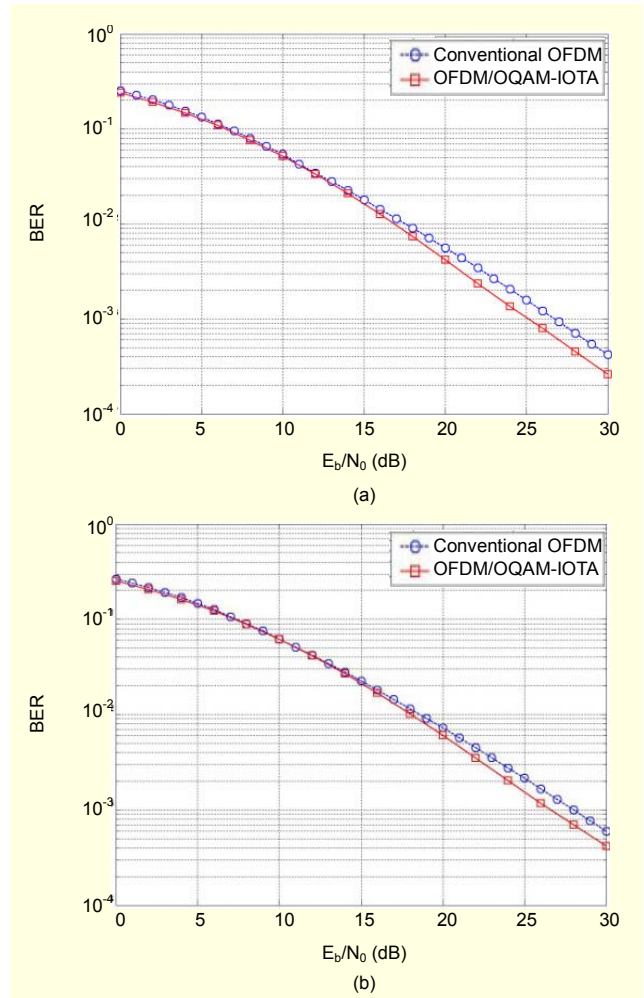 10^0
Conventional OFDM
OFDM/OQAM-IOTA
10^-1
10^-2
10^-3
10^-4
BER
0 5 10 15 20 25 30
E_b/N_0 (dB)
(a)
10^0
Conventional OFDM
OFDM/OQAM-IOTA
10^-1
10^-2
10^-3
10^-4
BER
0 5 10 15 20 25 30
E_b/N_0 (dB)
(b)